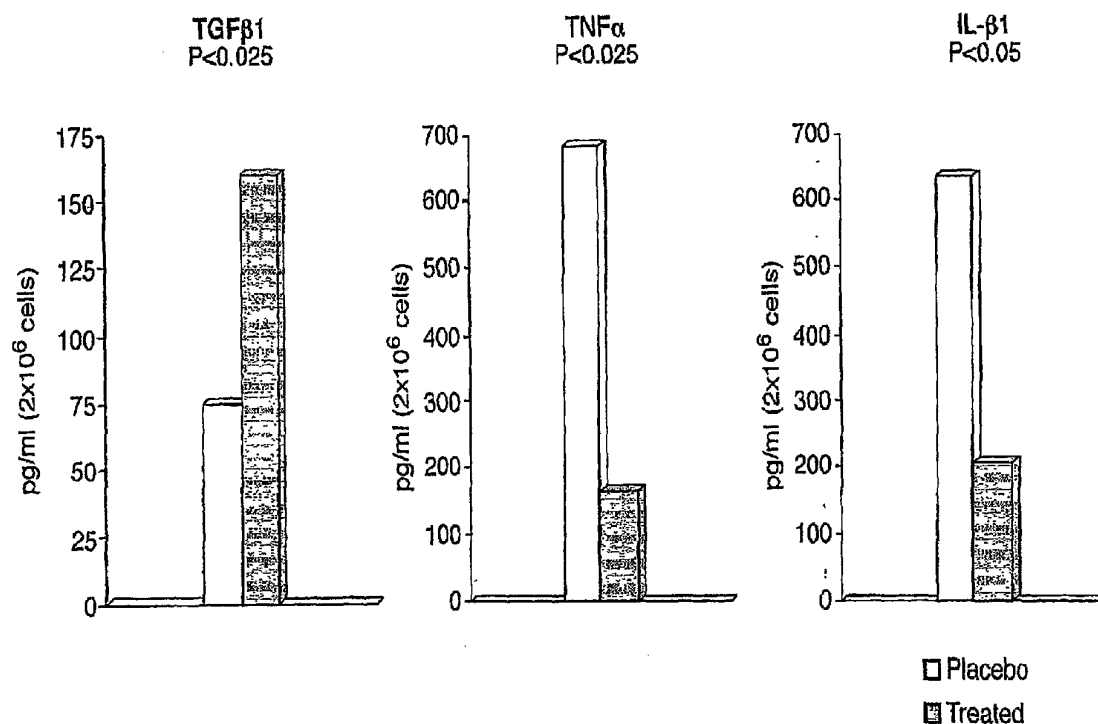 TGFβ1
P<0.025
175
150
125
100
75
50
25
0
pg/ml (2x10⁶ cells)
TNFα
P<0.025
700
600
500
400
300
200
100
0
pg/ml (2x10⁶ cells)
IL-β1
P<0.05
700
600
500
400
300
200
100
0
pg/ml (2x10⁶ cells)
Placebo
Treated